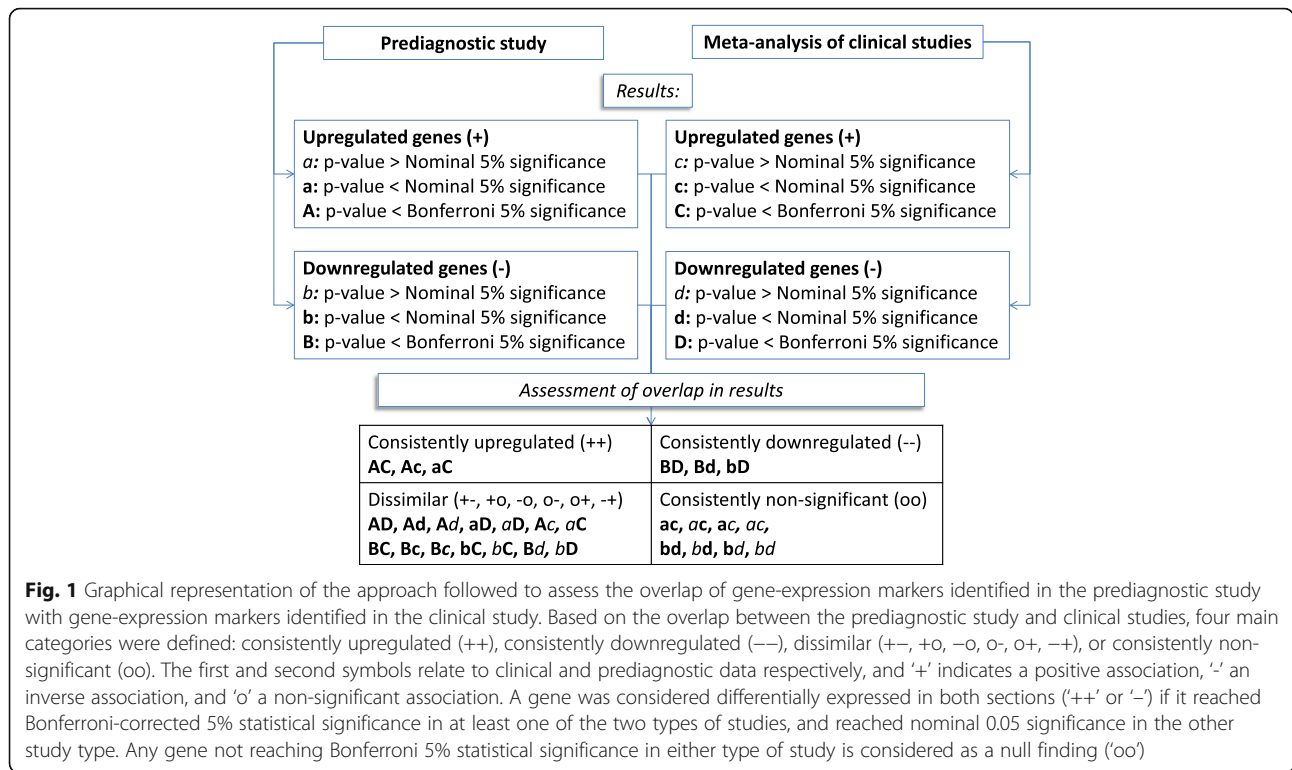 Prediagnostic study
Meta-analysis of clinical studies
Results:
Upregulated genes (+)
a: p-value > Nominal 5% significance
a: p-value < Nominal 5% significance
A: p-value < Bonferroni 5% significance
Upregulated genes (+)
c: p-value > Nominal 5% significance
c: p-value < Nominal 5% significance
C: p-value < Bonferroni 5% significance
Downregulated genes (-)
b: p-value > Nominal 5% significance
b: p-value < Nominal 5% significance
B: p-value < Bonferroni 5% significance
Downregulated genes (-)
d: p-value > Nominal 5% significance
d: p-value < Nominal 5% significance
D: p-value < Bonferroni 5% significance
Assessment of overlap in results
Consistently upregulated (++)
AC, Ac, aC
Consistently downregulated (--)
BD, Bd, bD
Dissimilar (+-, +o, -o, o-, o+, -+)
AD, Ad, Ad, aD, aD, Ac, aC
BC, Bc, Bc, bC, bC, Bd, bD
Consistently non-significant (oo)
ac, ac, ac, ac,
bd, bd, bd, bd
Fig. 1 Graphical representation of the approach followed to assess the overlap of gene-expression markers identified in the prediagnostic study
with gene-expression markers identified in the clinical study. Based on the overlap between the prediagnostic study and clinical studies, four main
categories were defined: consistently upregulated (++), consistently downregulated (−−), dissimilar (+−, +o, −o, o-, o+, −+), or consistently non-
significant (oo). The first and second symbols relate to clinical and prediagnostic data respectively, and ‘+’ indicates a positive association, ‘-’ an
inverse association, and ‘o’ a non-significant association. A gene was considered differentially expressed in both sections (‘++’ or ‘–’) if it reached
Bonferroni-corrected 5% statistical significance in at least one of the two types of studies, and reached nominal 0.05 significance in the other
study type. Any gene not reaching Bonferroni 5% statistical significance in either type of study is considered as a null finding (‘oo’)